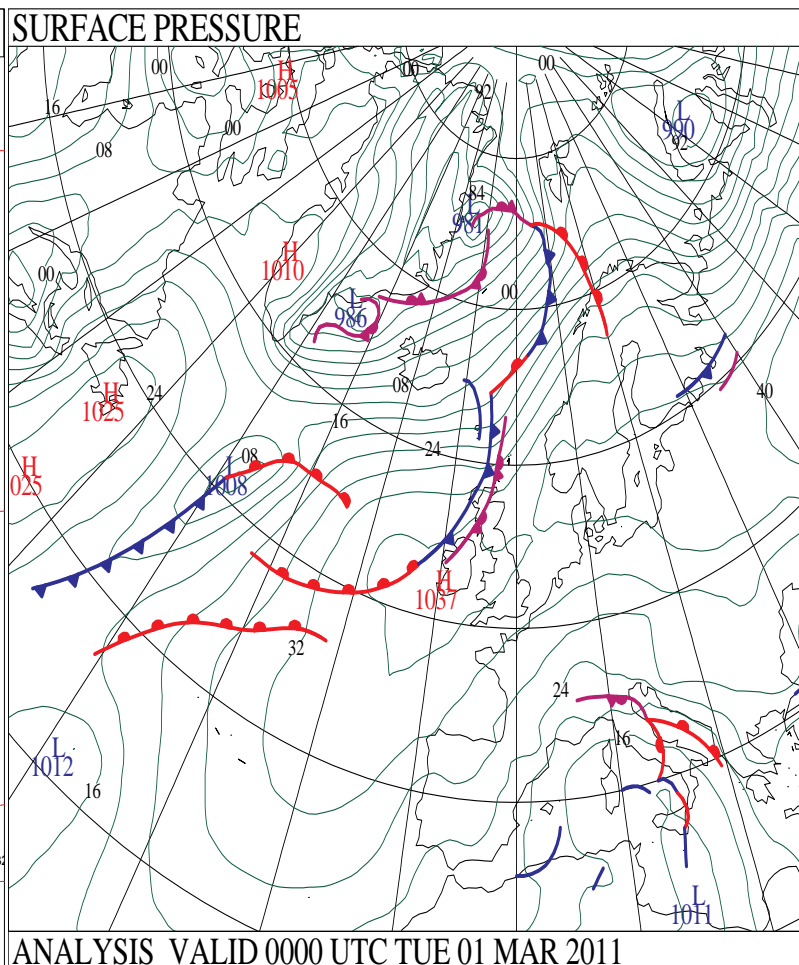 SURFACE PRESSURE
00
H
1005
00
00
16
08
00
92
L
990
92
84
L
981
H
1010
00
00
L
986
08
16
24
H
1025
24
40
H
025
08
L
1008
H
1037
32
24
16
L
1012
16
L
1011
ANALYSIS VALID 0000 UTC TUE 01 MAR 2011